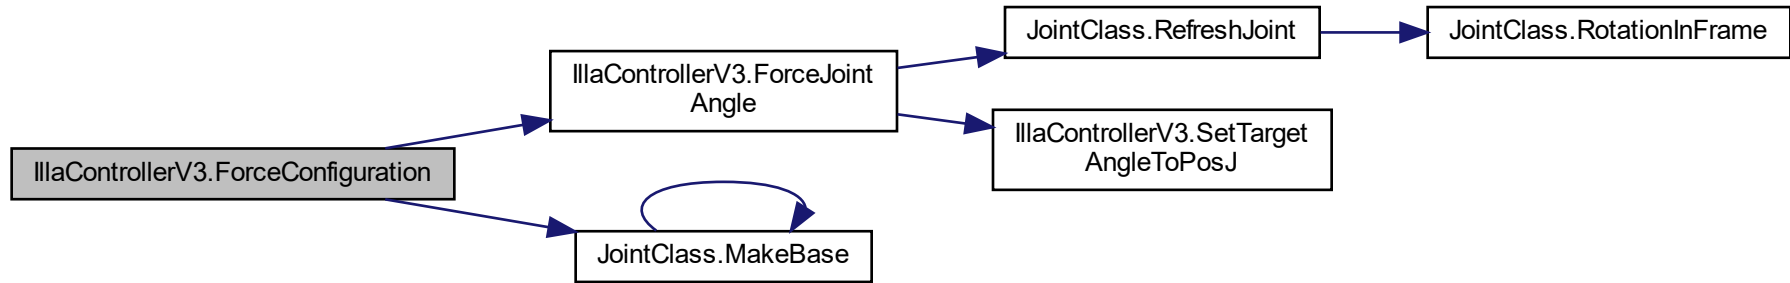 JointClass.RefreshJoint
JointClass.RotationInFrame
IllaControllerV3.ForceJoint
Angle
IllaControllerV3.SetTarget
AngleToPosJ
IllaControllerV3.ForceConfiguration
JointClass.MakeBase